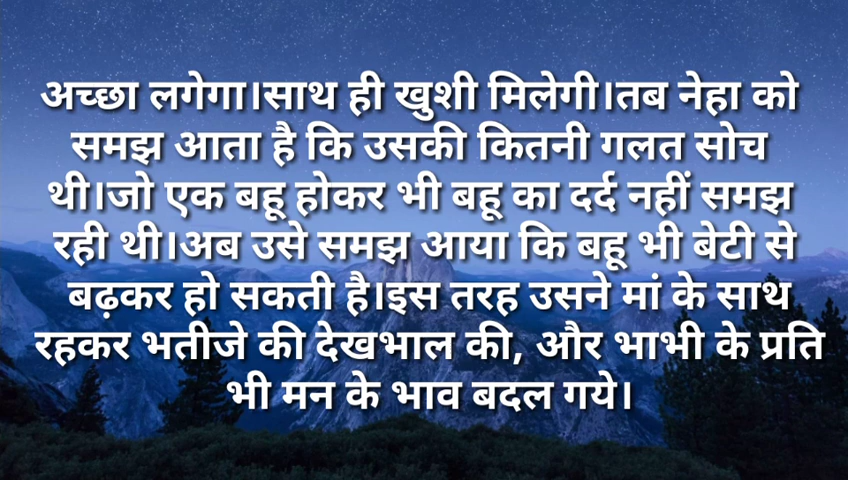 अच्छा लगेगा।साथ ही खुशी मिलेगी।तब नेहा को
समझ आता है कि उसकी कितनी गलत सोच
थी।जो एक बहू होकर भी बहू का दर्द नहीं समझ
रही थी।अब उसे समझ आया कि बहू भी बेटी से
बढ़कर हो सकती है।इस तरह उसने मां के साथ
रहकर भतीजे की देखभाल की, और भाभी के प्रति
भी मन के भाव बदल गये।